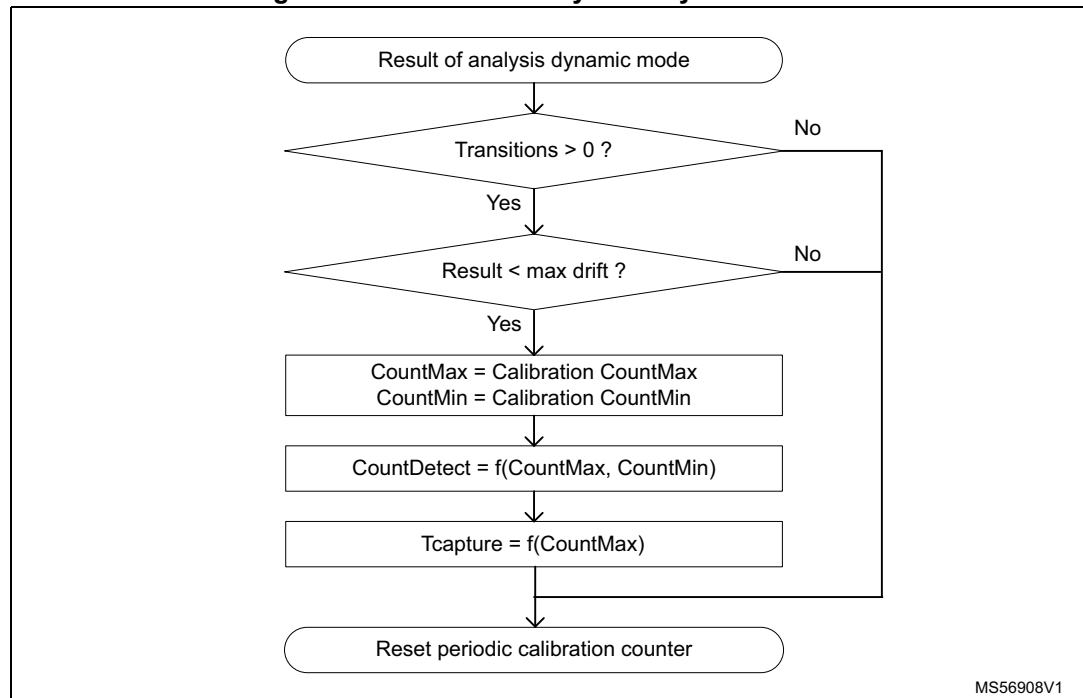 Result of analysis dynamic mode
Transitions > 0 ?
No
Yes
Result < max drift ?
No
Yes
CountMax = Calibration CountMax
CountMin = Calibration CountMin
CountDetect = f(CountMax, CountMin)
Tcapture = f(CountMax)
Reset periodic calibration counter
MS56908V1